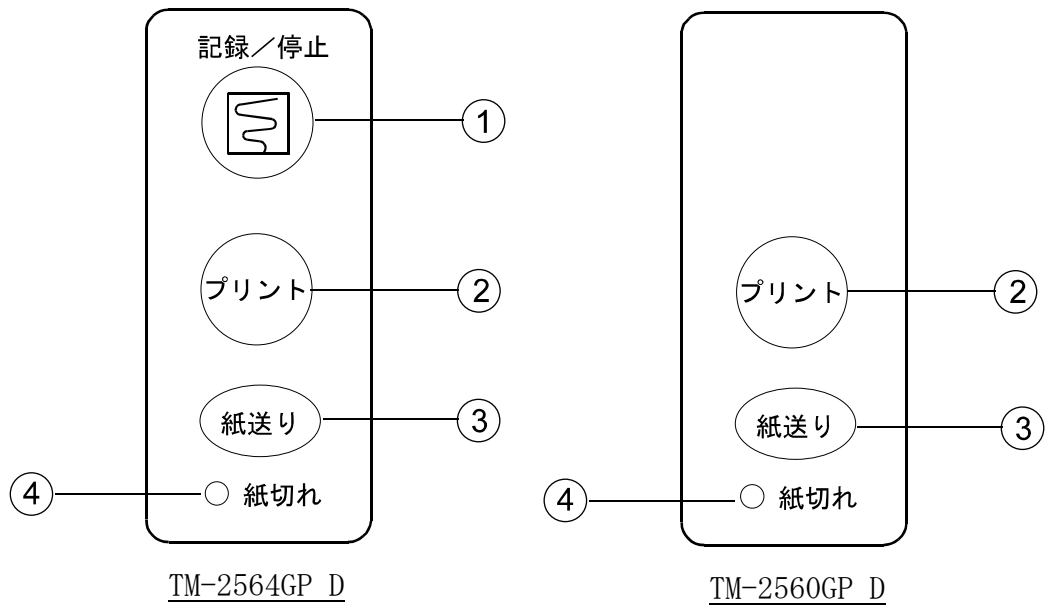 記録／停止
①
プリント
②
紙送り
③
④
紙切れ
TM-2564GP D
プリント
②
紙送り
③
④
紙切れ
TM-2560GP D